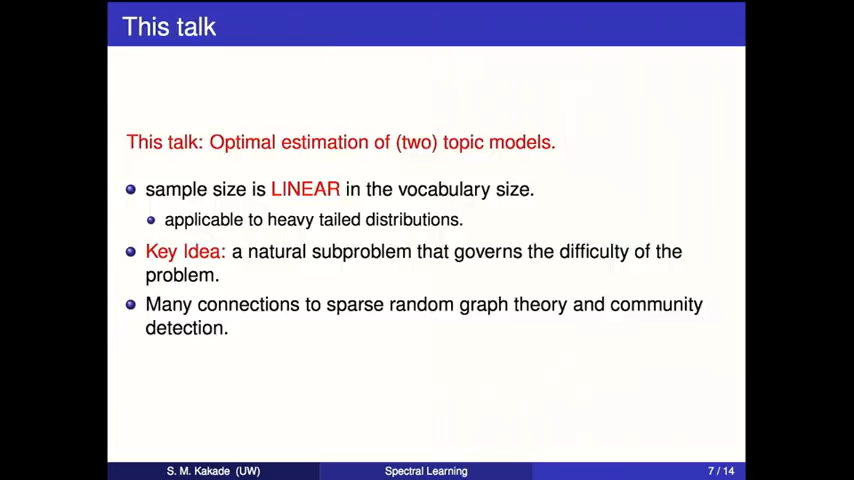 This talk
This talk: Optimal estimation of (two) topic models.
sample size is LINEAR in the vocabulary size.
applicable to heavy tailed distributions.
Key Idea: a natural subproblem that governs the difficulty of the
problem.
Many connections to sparse random graph theory and community
detection.
S. M. Kakade (UW) Spectral Learning 7 / 14